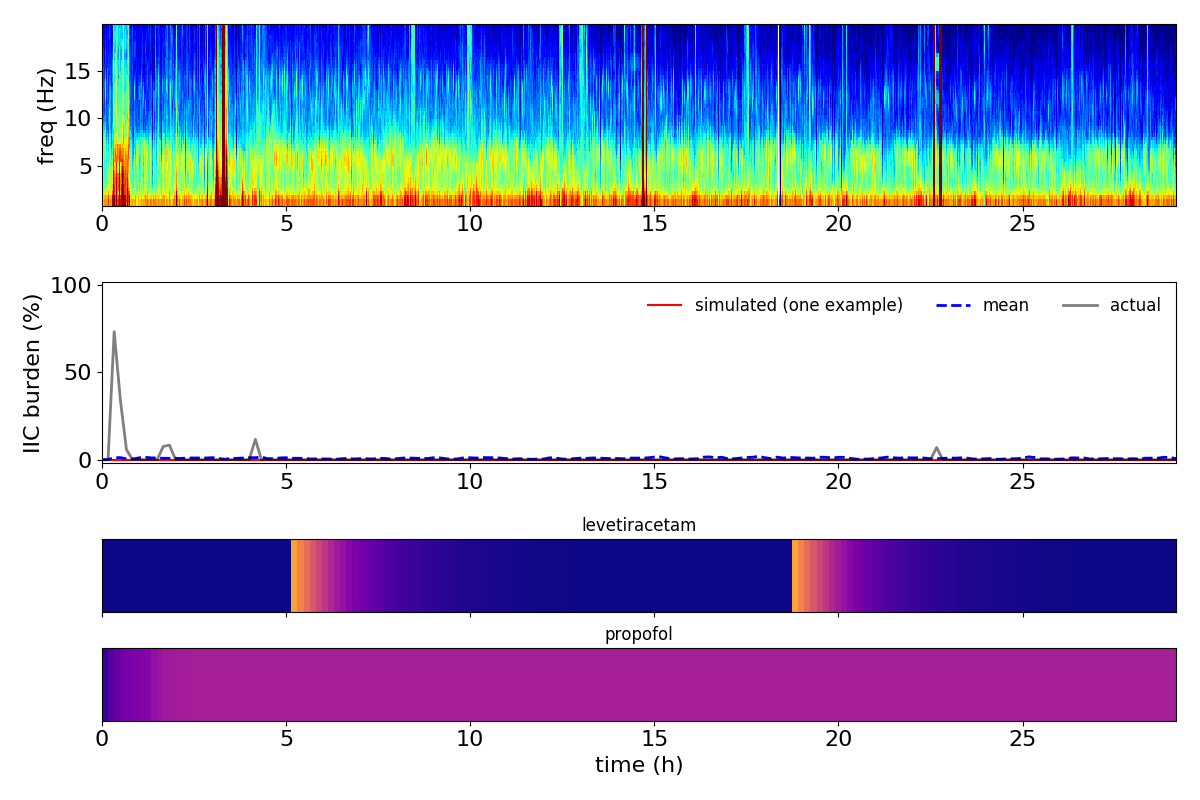 freq (Hz)
15
10
5
0 5 10 15 20 25
IIC burden (%)
100
50
0
simulated (one example) mean actual
0 5 10 15 20 25
levetiracetam
propofol
0 5 10 15 20 25
time (h)